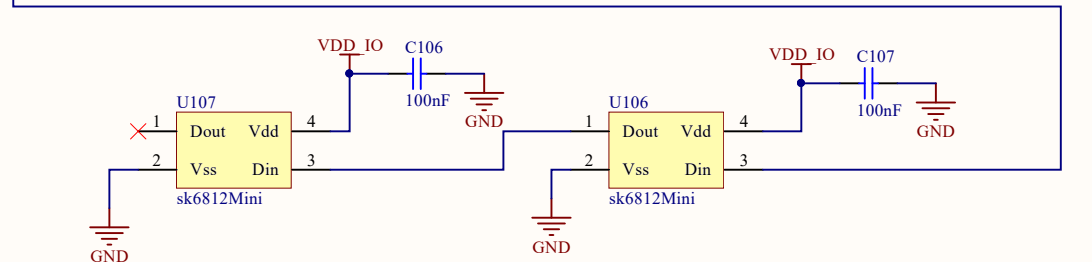 VDD_IO
C106
100nF
GND
U107
1 Dout Vdd 4
2 Vss Din 3
sk6812Mini
GND
VDD_IO
C107
100nF
GND
U106
1 Dout Vdd 4
2 Vss Din 3
sk6812Mini
GND